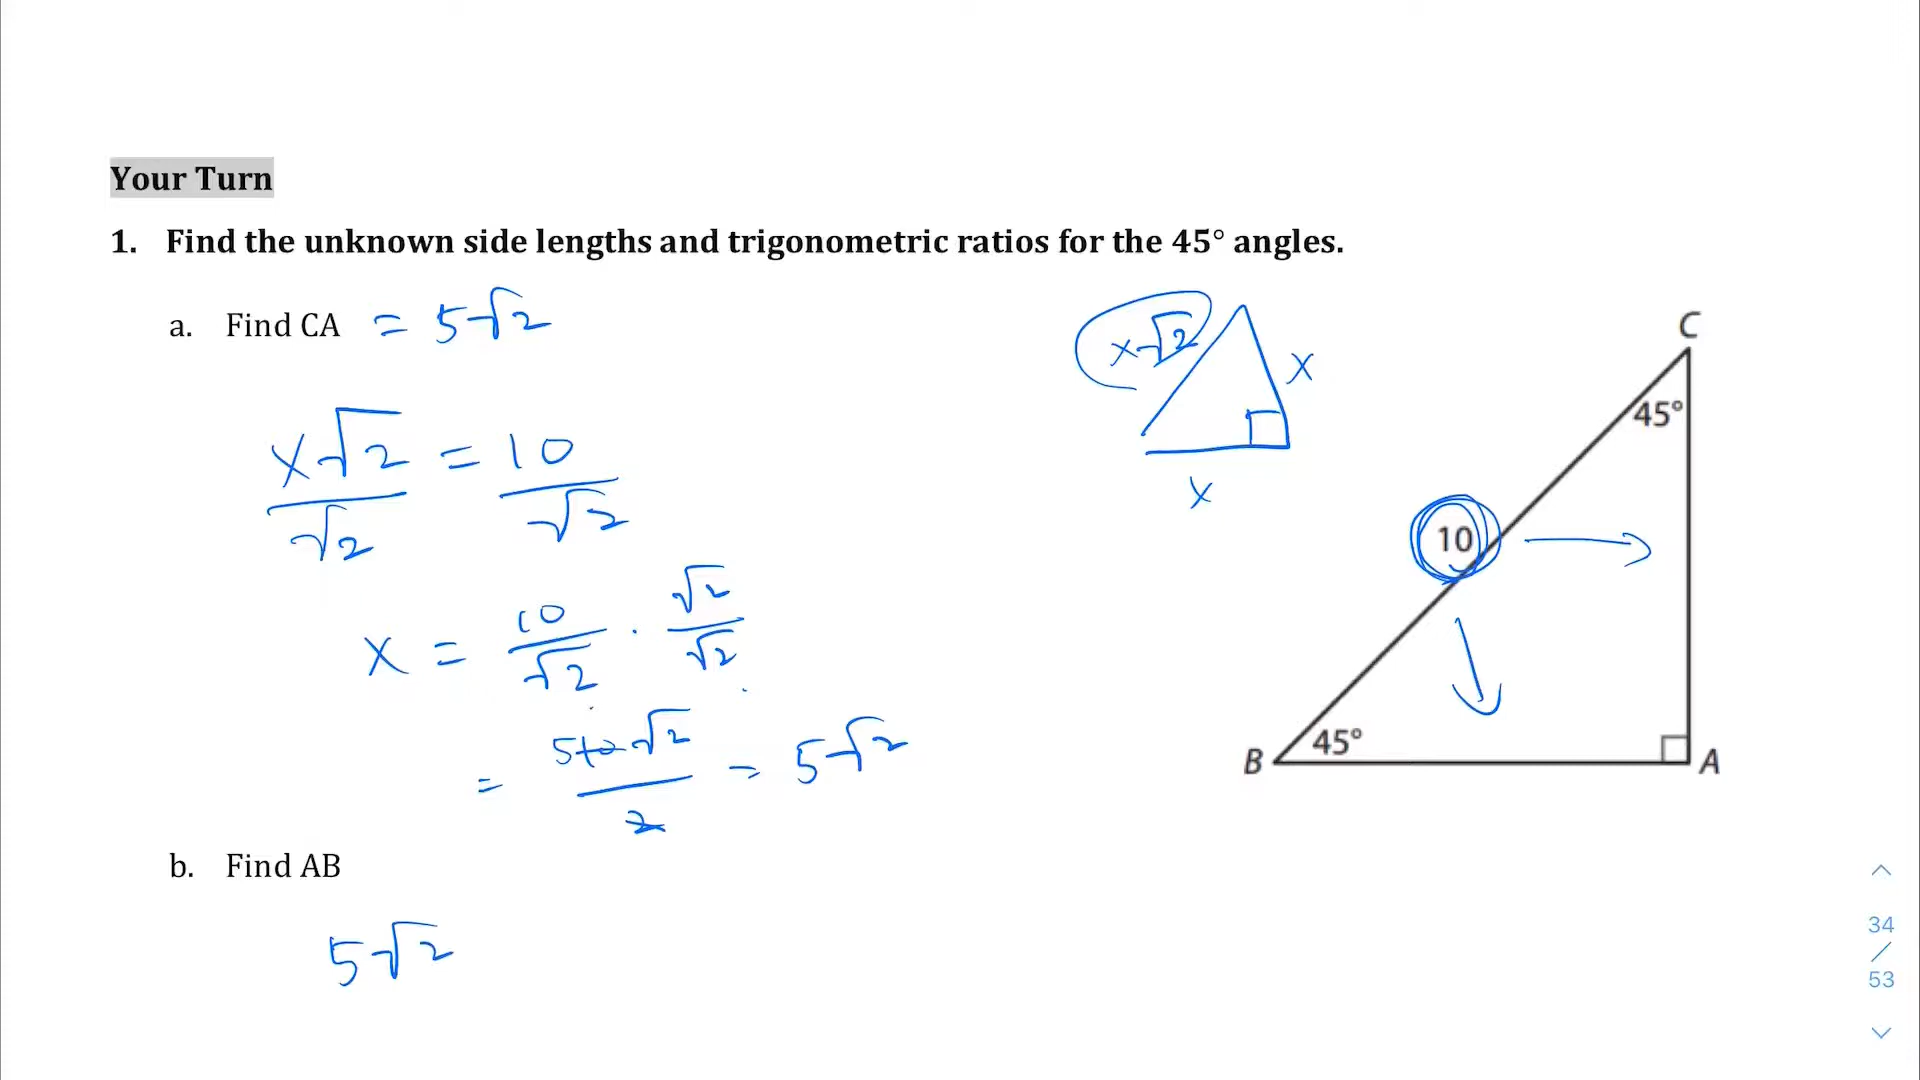 Your Turn
1. Find the unknown side lengths and trigonometric ratios for the 45° angles.
a. Find CA = 5√2
x√2
x
x
x√2 = 10
√2 √2
x = 10/√2 · √2/√2
= 5 10√2/2 = 5√2
C
45°
10
B 45° A
b. Find AB
5√2
34
/
53